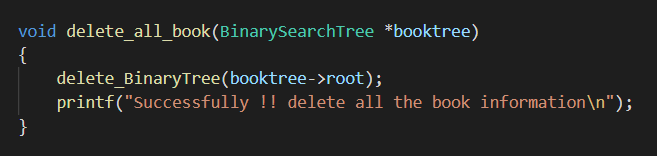 void delete_all_book(BinarySearchTree *booktree)
{
    delete_BinaryTree(booktree->root);
    printf("Successfully !! delete all the book information\n");
}